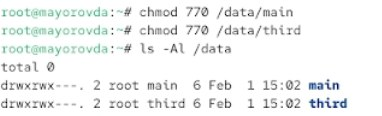 root@mayorovda:~# chmod 770 /data/main
root@mayorovda:~# chmod 770 /data/third
root@mayorovda:~# ls -Al /data
total 0
drwxrwx---. 2 root main  6 Feb  1 15:02 main
drwxrwx---. 2 root third 6 Feb  1 15:02 third